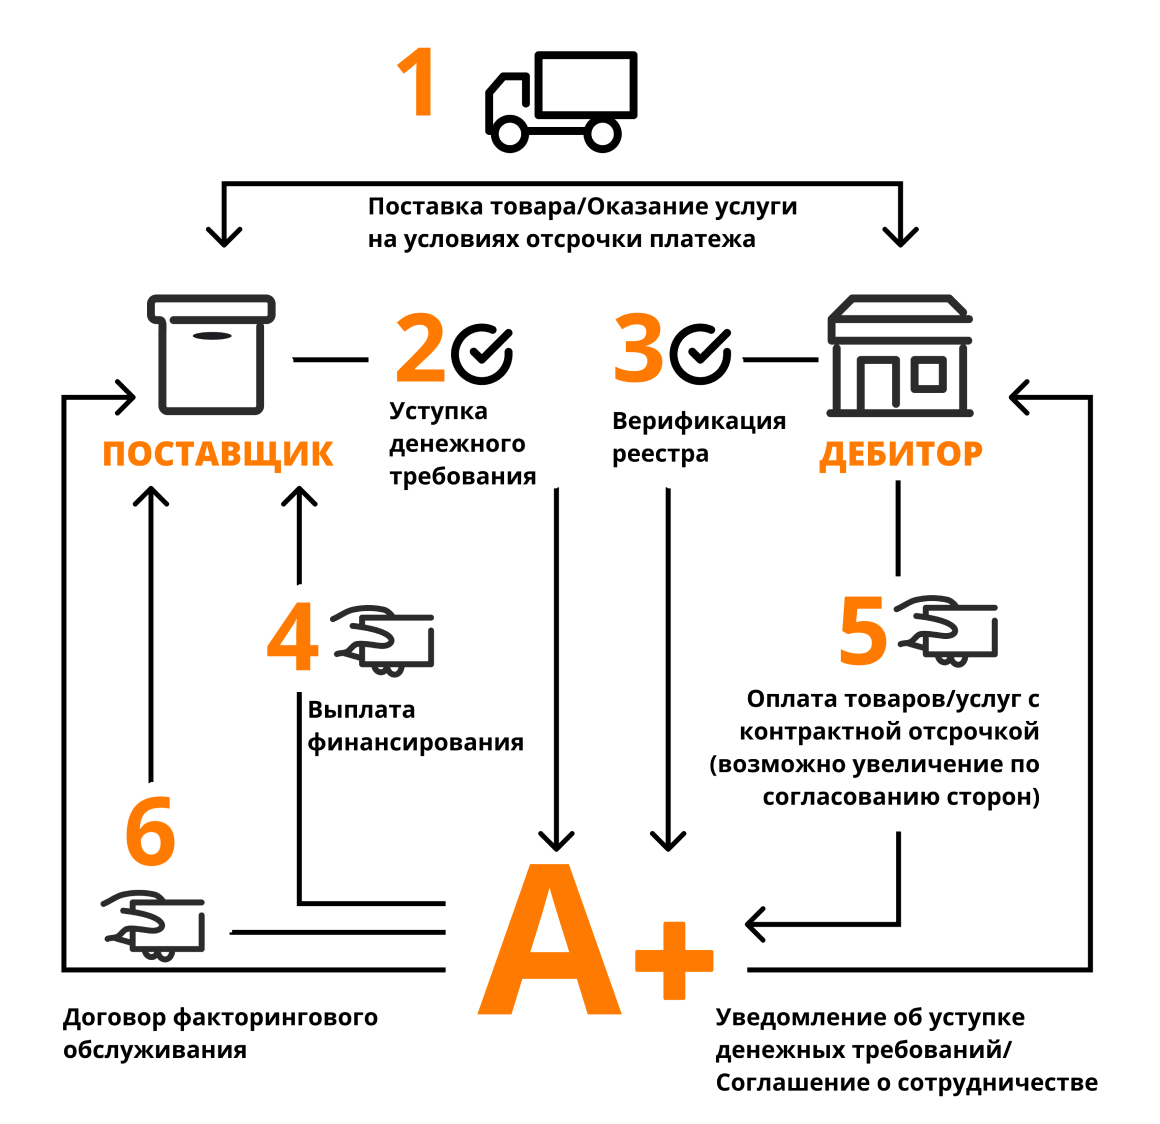 1
Поставка товара/Оказание услуги
на условиях отсрочки платежа
2
3
Уступка
денежного
требования
Верификация
реестра
ПОСТАВЩИК
ДЕБИТОР
4
Выплата
финансирования
5
Оплата товаров/услуг с
контрактной отсрочкой
(возможно увеличение по
согласованию сторон)
6
A+
Договор факторингового
обслуживания
Уведомление об уступке
денежных требований/
Соглашение о сотрудничестве